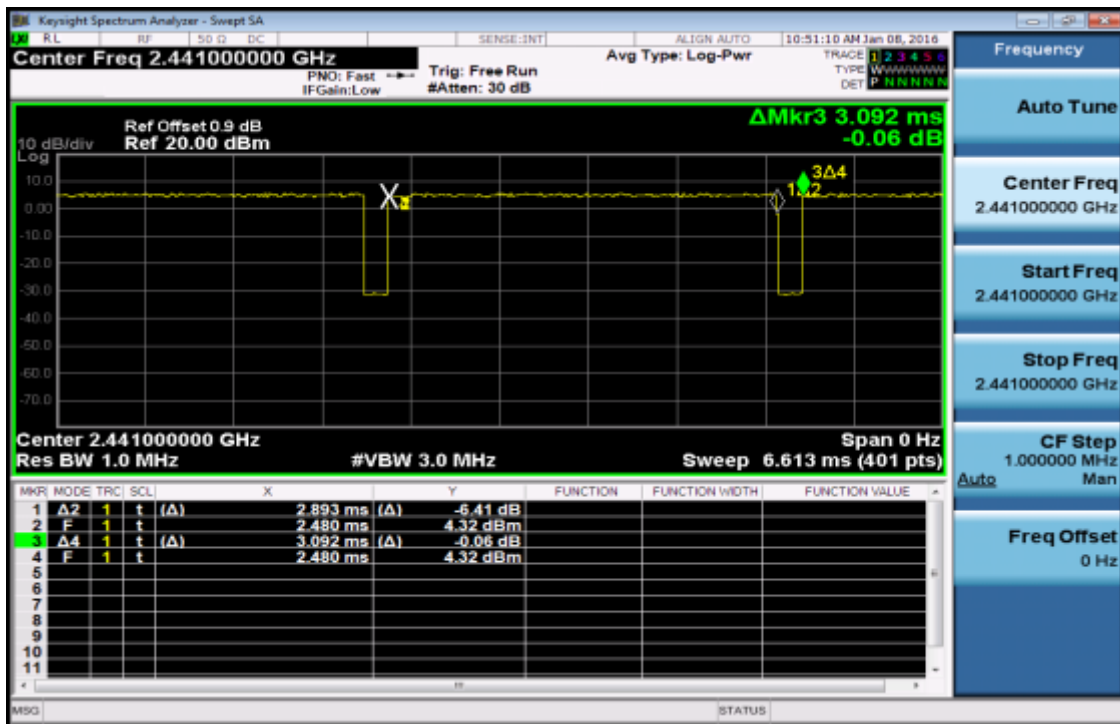 Keysight Spectrum Analyzer - Swept SA
RL RF 50 Ω DC SENSE:INT ALIGN AUTO 10:51:10 AM Jan 08, 2016
Center Freq 2.441000000 GHz
PNO: Fast
IFGain:Low
Trig: Free Run
#Atten: 30 dB
Avg Type: Log-Pwr
TRACE 1 2 3 4 5 6
TYPE WWWWWW
DET P N N N N N
ΔMkr3 3.092 ms
-0.06 dB
Ref Offset 0.9 dB
10 dB/div Ref 20.00 dBm
Log
10.0
0.00
-10.0
-20.0
-30.0
-40.0
-50.0
-60.0
-70.0
X
3Δ4
Center 2.441000000 GHz Span 0 Hz
Res BW 1.0 MHz #VBW 3.0 MHz Sweep 6.613 ms (401 pts)
MKR MODE TRC SCL X Y FUNCTION FUNCTION WIDTH FUNCTION VALUE
1 Δ2 1 t (Δ) 2.893 ms (Δ) -6.41 dB
2 F 1 t 2.480 ms 4.32 dBm
3 Δ4 1 t (Δ) 3.092 ms (Δ) -0.06 dB
4 F 1 t 2.480 ms 4.32 dBm
5
6
7
8
9
10
11
MSG STATUS
Frequency
Auto Tune
Center Freq
2.441000000 GHz
Start Freq
2.441000000 GHz
Stop Freq
2.441000000 GHz
CF Step
1.000000 MHz
Auto Man
Freq Offset
0 Hz